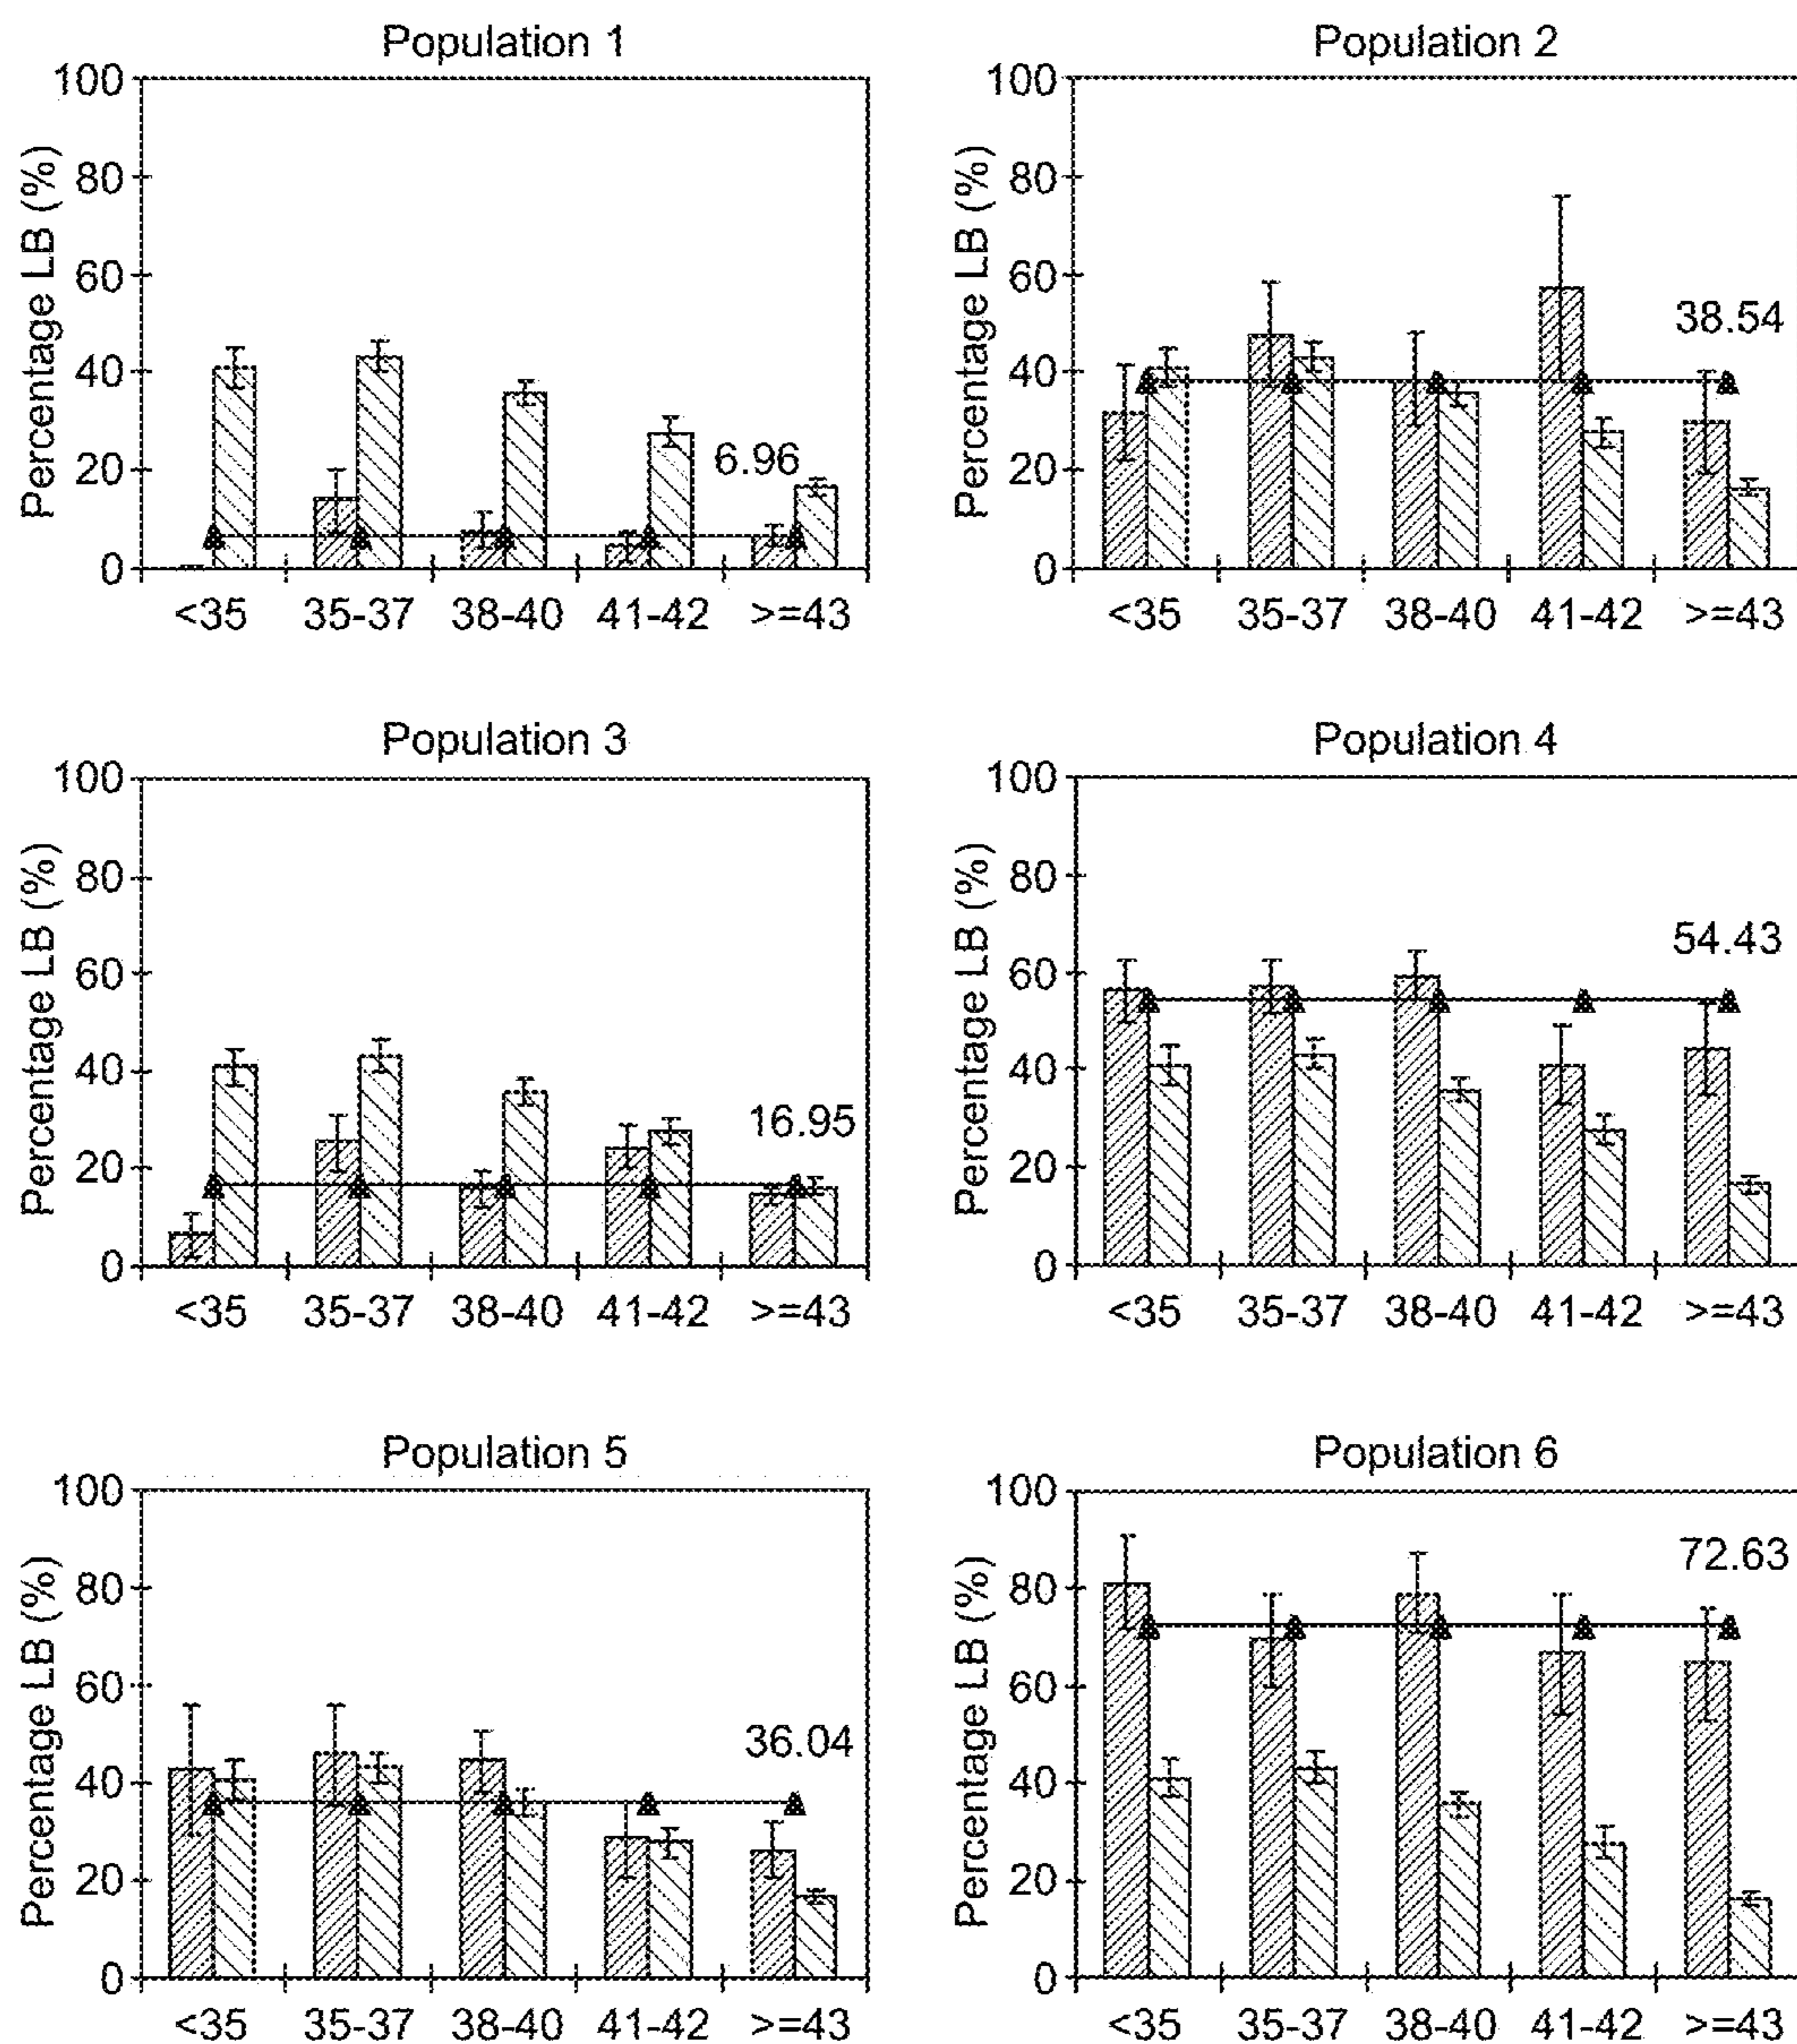 Population 1
Percentage LB (%)
100
80
60
40
20
0
6.96
<35 35-37 38-40 41-42 >=43
Population 2
Percentage LB (%)
100
80
60
40
20
0
38.54
<35 35-37 38-40 41-42 >=43
Population 3
Percentage LB (%)
100
80
60
40
20
0
16.95
<35 35-37 38-40 41-42 >=43
Population 4
Percentage LB (%)
100
80
60
40
20
0
54.43
<35 35-37 38-40 41-42 >=43
Population 5
Percentage LB (%)
100
80
60
40
20
0
36.04
<35 35-37 38-40 41-42 >=43
Population 6
Percentage LB (%)
100
80
60
40
20
0
72.63
<35 35-37 38-40 41-42 >=43